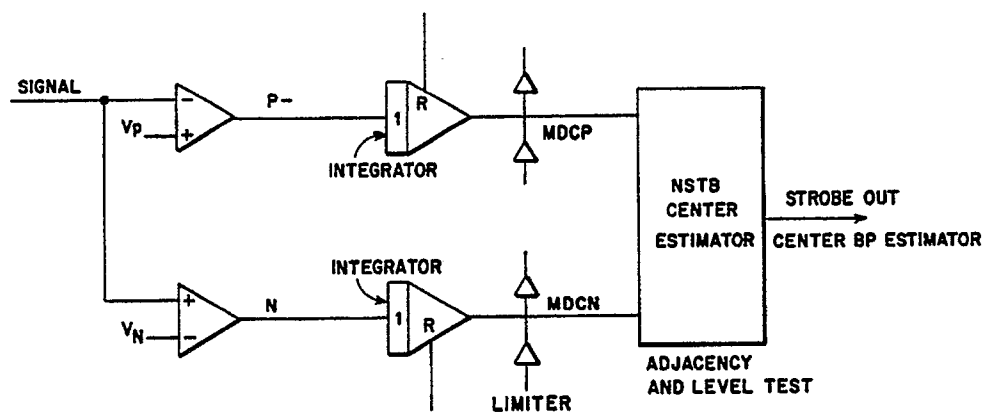 SIGNAL
−
VP
+
P−
1
R
INTEGRATOR
MDCP
NSTB
CENTER
ESTIMATOR
STROBE OUT
CENTER BP ESTIMATOR
INTEGRATOR
+
VN
−
N
1
R
MDCN
LIMITER
ADJACENCY
AND LEVEL TEST